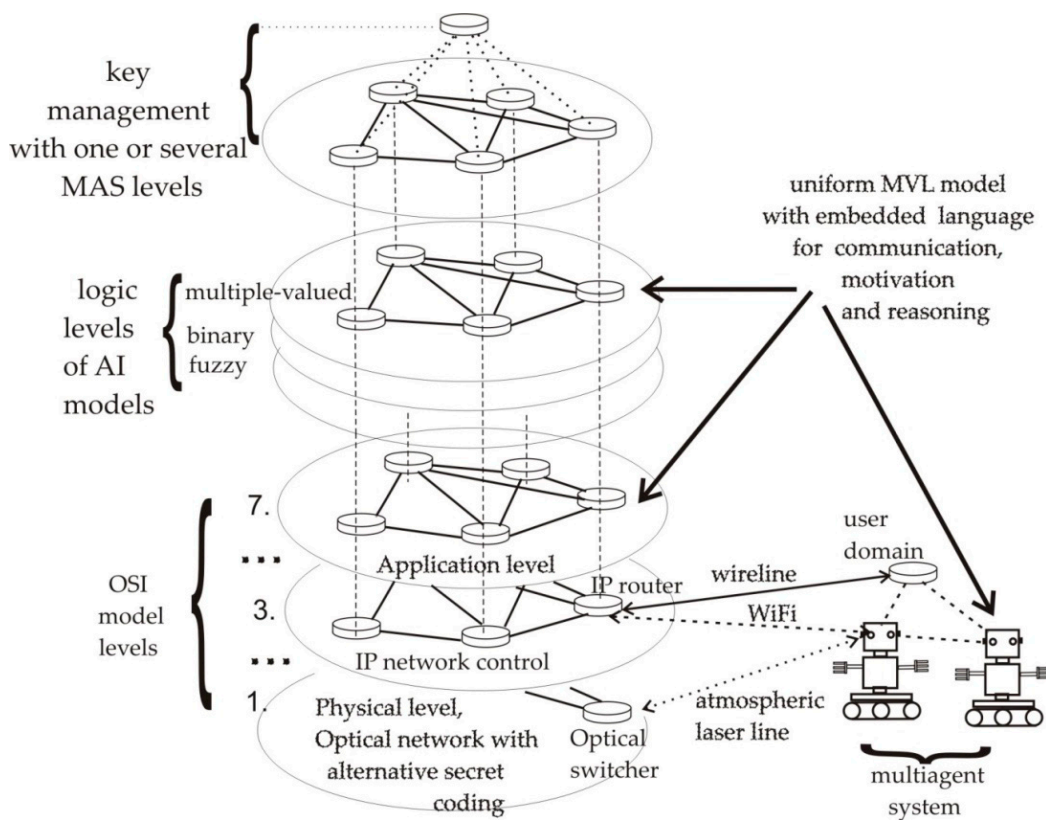 key
management
with one or several
MAS levels
uniform MVL model
with embedded language
for communication,
motivation
and reasoning
logic
levels
of AI
models
multiple-valued
binary
fuzzy
OSI
model
levels
7.
...
3.
...
1.
Application level
IP router
IP network control
Physical level,
Optical network with
alternative secret
coding
Optical
switcher
wireline
WiFi
atmospheric
laser line
user
domain
multiagent
system